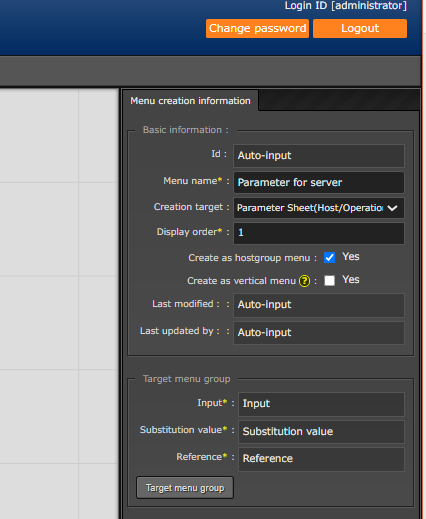 Login ID [administrator]
Change password Logout
Menu creation information
Basic information :
Id : Auto-input
Menu name* : Parameter for server
Creation target : Parameter Sheet(Host/Operation
Display order* : 1
Create as hostgroup menu : Yes
Create as vertical menu ? : Yes
Last modified : : Auto-input
Last updated by : : Auto-input
Target menu group
Input* : Input
Substitution value* : Substitution value
Reference* : Reference
Target menu group